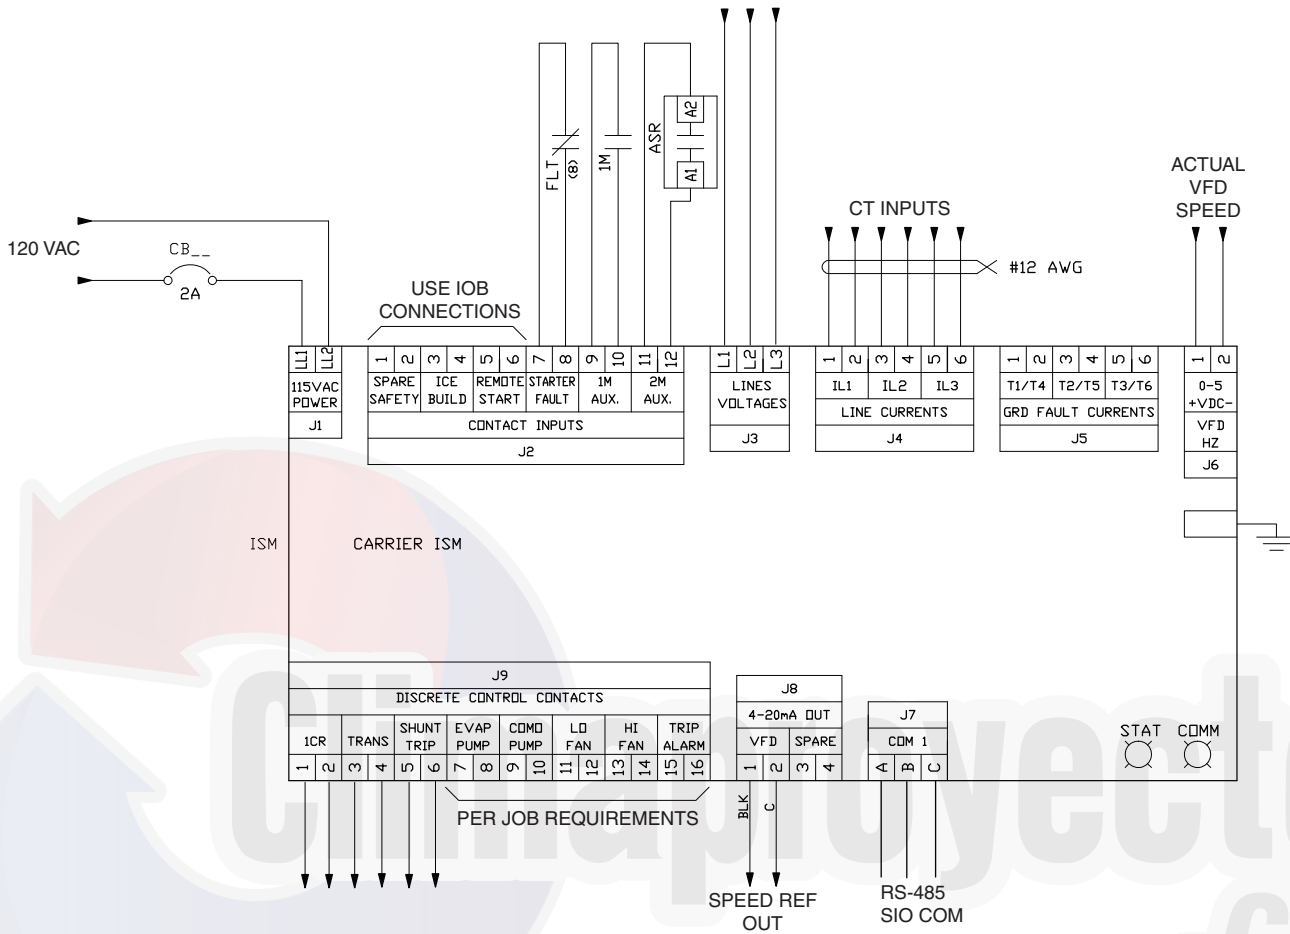 120 VAC
CB__
2A
USE IOB
CONNECTIONS
FLT
(8)
1M
ASR
A2
A1
CT INPUTS
#12 AWG
ACTUAL
VFD
SPEED
LL1 LL2
115VAC
POWER
J1
1 2 3 4 5 6 7 8 9 10 11 12
SPARE SAFETY
ICE BUILD
REMOTE START
STARTER FAULT
1M AUX.
2M AUX.
CONTACT INPUTS
J2
L1 L2 L3
LINES
VOLTAGES
J3
1 2 3 4 5 6
IL1 IL2 IL3
LINE CURRENTS
J4
1 2 3 4 5 6
T1/T4 T2/T5 T3/T6
GRD FAULT CURRENTS
J5
1 2
0-5
+VDC-
VFD
HZ
J6
ISM
CARRIER ISM
J9
DISCRETE CONTROL CONTACTS
1CR
TRANS
SHUNT TRIP
EVAP PUMP
COMD PUMP
LO FAN
HI FAN
TRIP ALARM
1 2 3 4 5 6 7 8 9 10 11 12 13 14 15 16
PER JOB REQUIREMENTS
J8
4-20mA OUT
VFD SPARE
1 2 3 4
BLK
C
SPEED REF
OUT
J7
COM 1
A B C
RS-485
SIO COM
STAT COMM
Climaproyecto